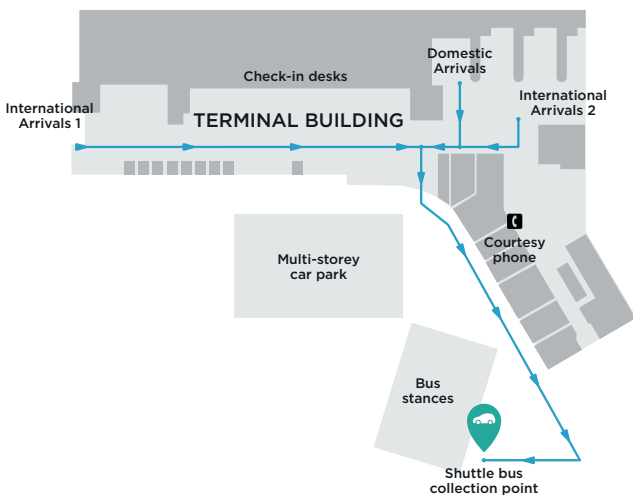 Domestic
Arrivals
Check-in desks
International
Arrivals 1
International
Arrivals 2
TERMINAL BUILDING
Courtesy
phone
Multi-storey
car park
Bus
stances
Shuttle bus
collection point